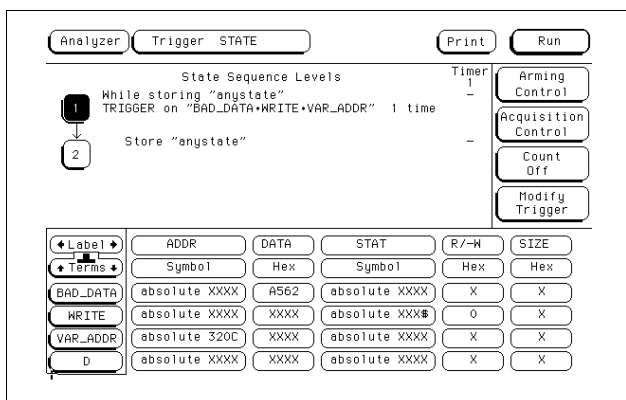 Analyzer Trigger STATE Print Run
State Sequence Levels Timer
1
While storing "anystate" –
1 TRIGGER on "BAD_DATA•WRITE•VAR_ADDR" 1 time
2 Store "anystate" –
Arming
Control
Acquisition
Control
Count
Off
Modify
Trigger
Label ADDR DATA STAT R/-W SIZE
Terms Symbol Hex Symbol Hex Hex
BAD_DATA absolute XXXX A562 absolute XXXX X X
WRITE absolute XXXX XXXX absolute XXX$ 0 X
VAR_ADDR absolute 320C XXXX absolute XXXX X X
D absolute XXXX XXXX absolute XXXX X X